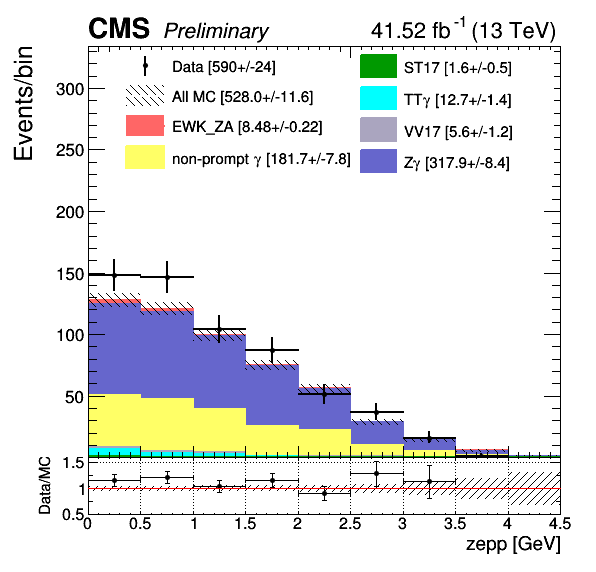 CMS Preliminary 41.52 fb⁻¹ (13 TeV)
Events/bin
Data [590+/-24]
All MC [528.0+/-11.6]
EWK_ZA [8.48+/-0.22]
non-prompt γ [181.7+/-7.8]
ST17 [1.6+/-0.5]
TTγ [12.7+/-1.4]
VV17 [5.6+/-1.2]
Zγ [317.9+/-8.4]
300
250
200
150
100
50
Data/MC
1.5
1
0.5
0 0.5 1 1.5 2 2.5 3 3.5 4 4.5
zepp [GeV]